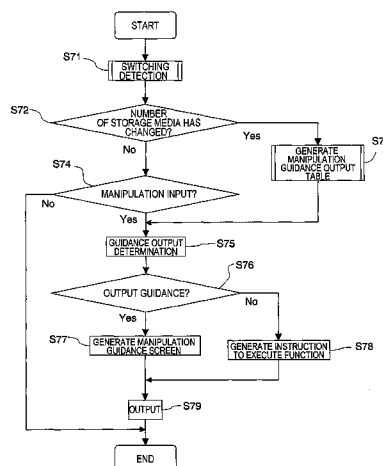 START
S71
SWITCHING
DETECTION
S72
NUMBER
OF STORAGE MEDIA HAS
CHANGED?
Yes
No
S7
GENERATE MANIPULATION
GUIDANCE OUTPUT
TABLE
S74
MANIPULATION INPUT?
No
Yes
GUIDANCE OUTPUT
DETERMINATION
S75
S76
OUTPUT GUIDANCE?
Yes
No
S77
GENERATE MANIPULATION
GUIDANCE SCREEN
GENERATE INSTRUCTION
TO EXECUTE FUNCTION
S78
OUTPUT
S79
END